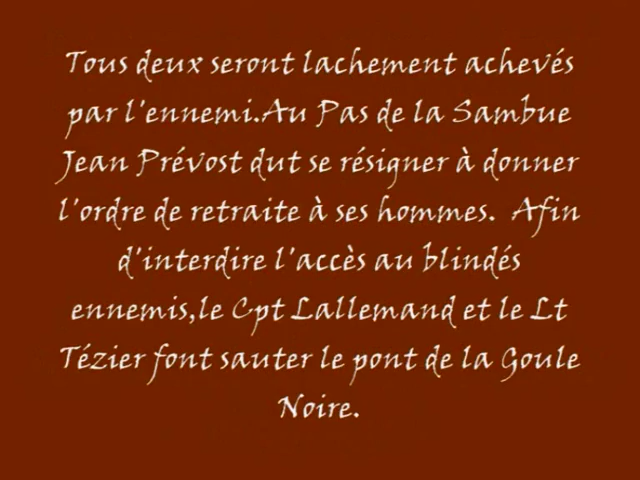 Tous deux seront lachement achevés
par l'ennemi.Au Pas de la Sambue
Jean Prévost dut se résigner à donner
l'ordre de retraite à ses hommes. Afin
d'interdire l'accès au blindés
ennemis,le Cpt Lallemand et le Lt
Tézier font sauter le pont de la Goule
Noire.